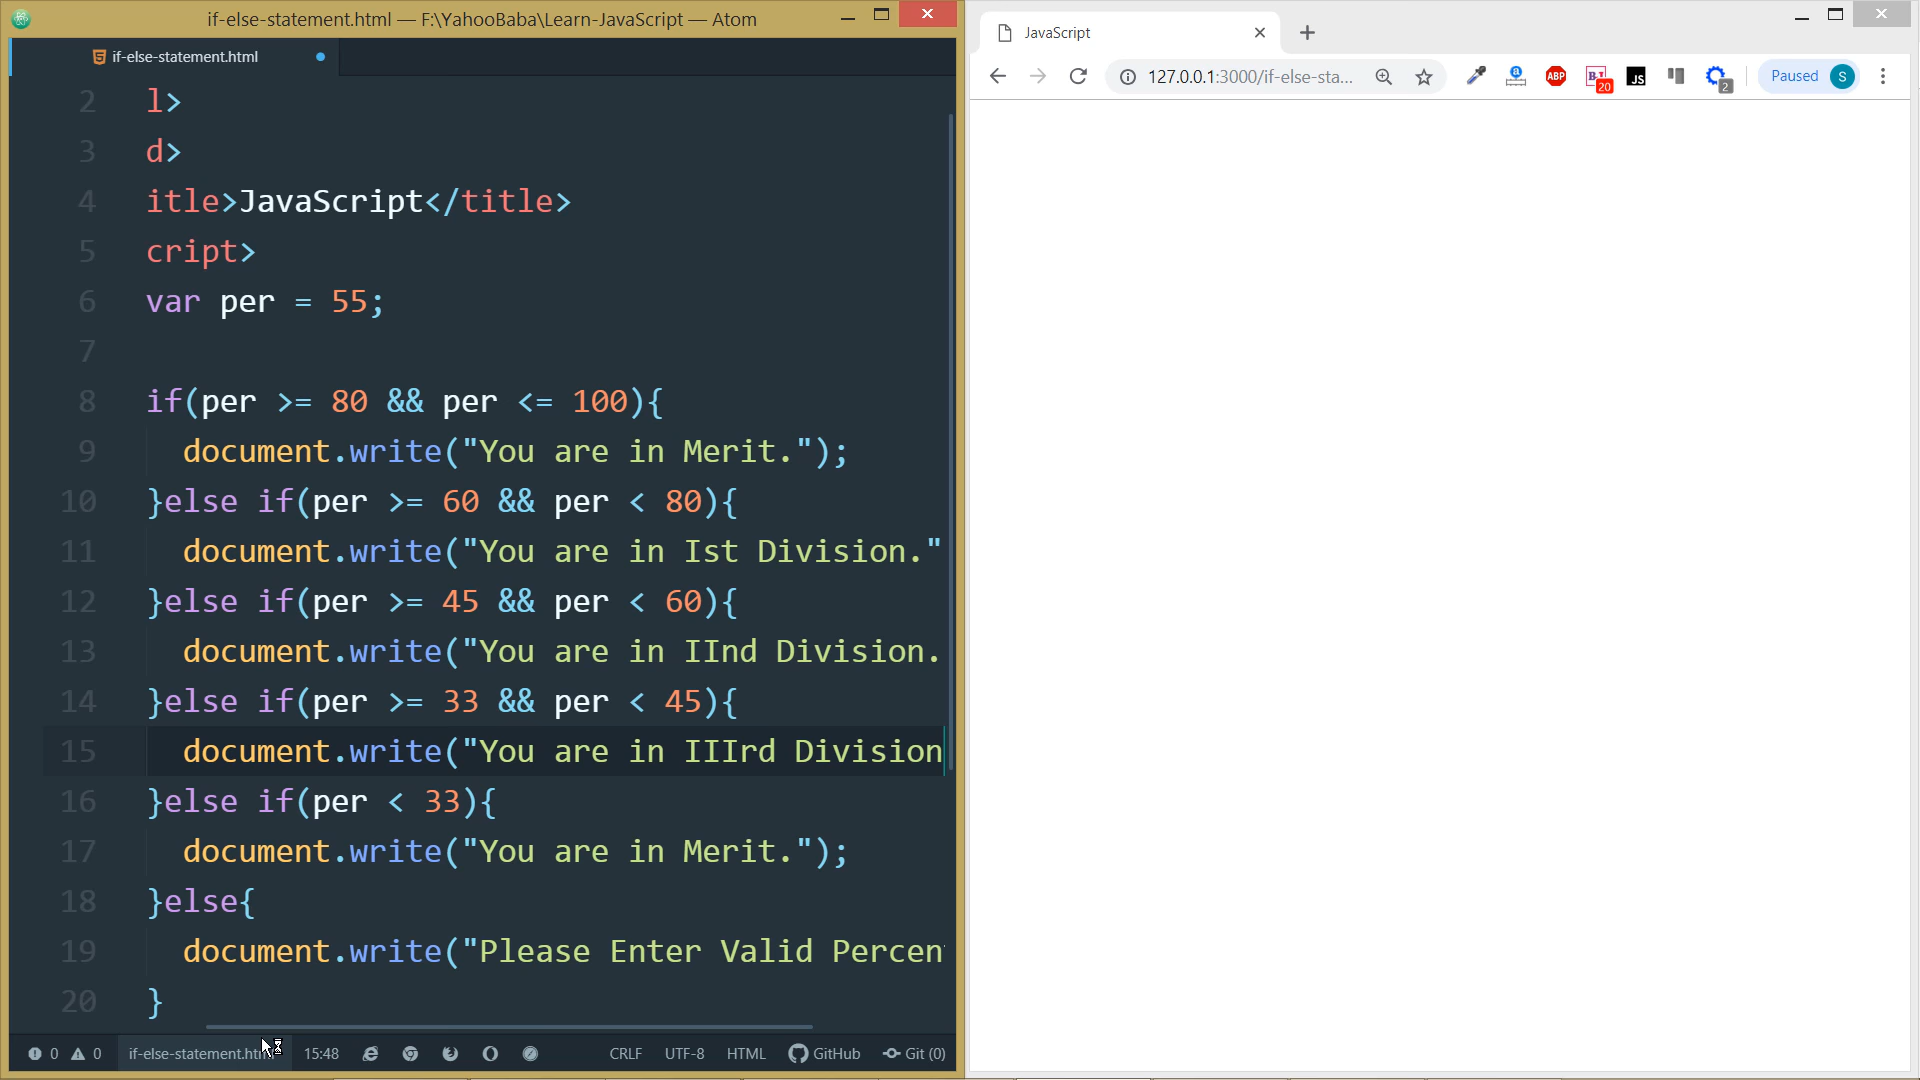 if-else-statement.html — F:\YahooBaba\Learn-JavaScript — Atom
if-else-statement.html
2 l>
3 d>
4 itle>JavaScript</title>
5 cript>
6 var per = 55;
7
8 if(per >= 80 && per <= 100){
9 document.write("You are in Merit.");
10 }else if(per >= 60 && per < 80){
11 document.write("You are in Ist Division."
12 }else if(per >= 45 && per < 60){
13 document.write("You are in IInd Division.
14 }else if(per >= 33 && per < 45){
15 document.write("You are in IIIrd Division
16 }else if(per < 33){
17 document.write("You are in Merit.");
18 }else{
19 document.write("Please Enter Valid Percen
20 }
0 0 if-else-statement.html 15:48 CRLF UTF-8 HTML GitHub Git (0)
JavaScript
127.0.0.1:3000/if-else-sta... a ABP 20 JS 2 Paused S